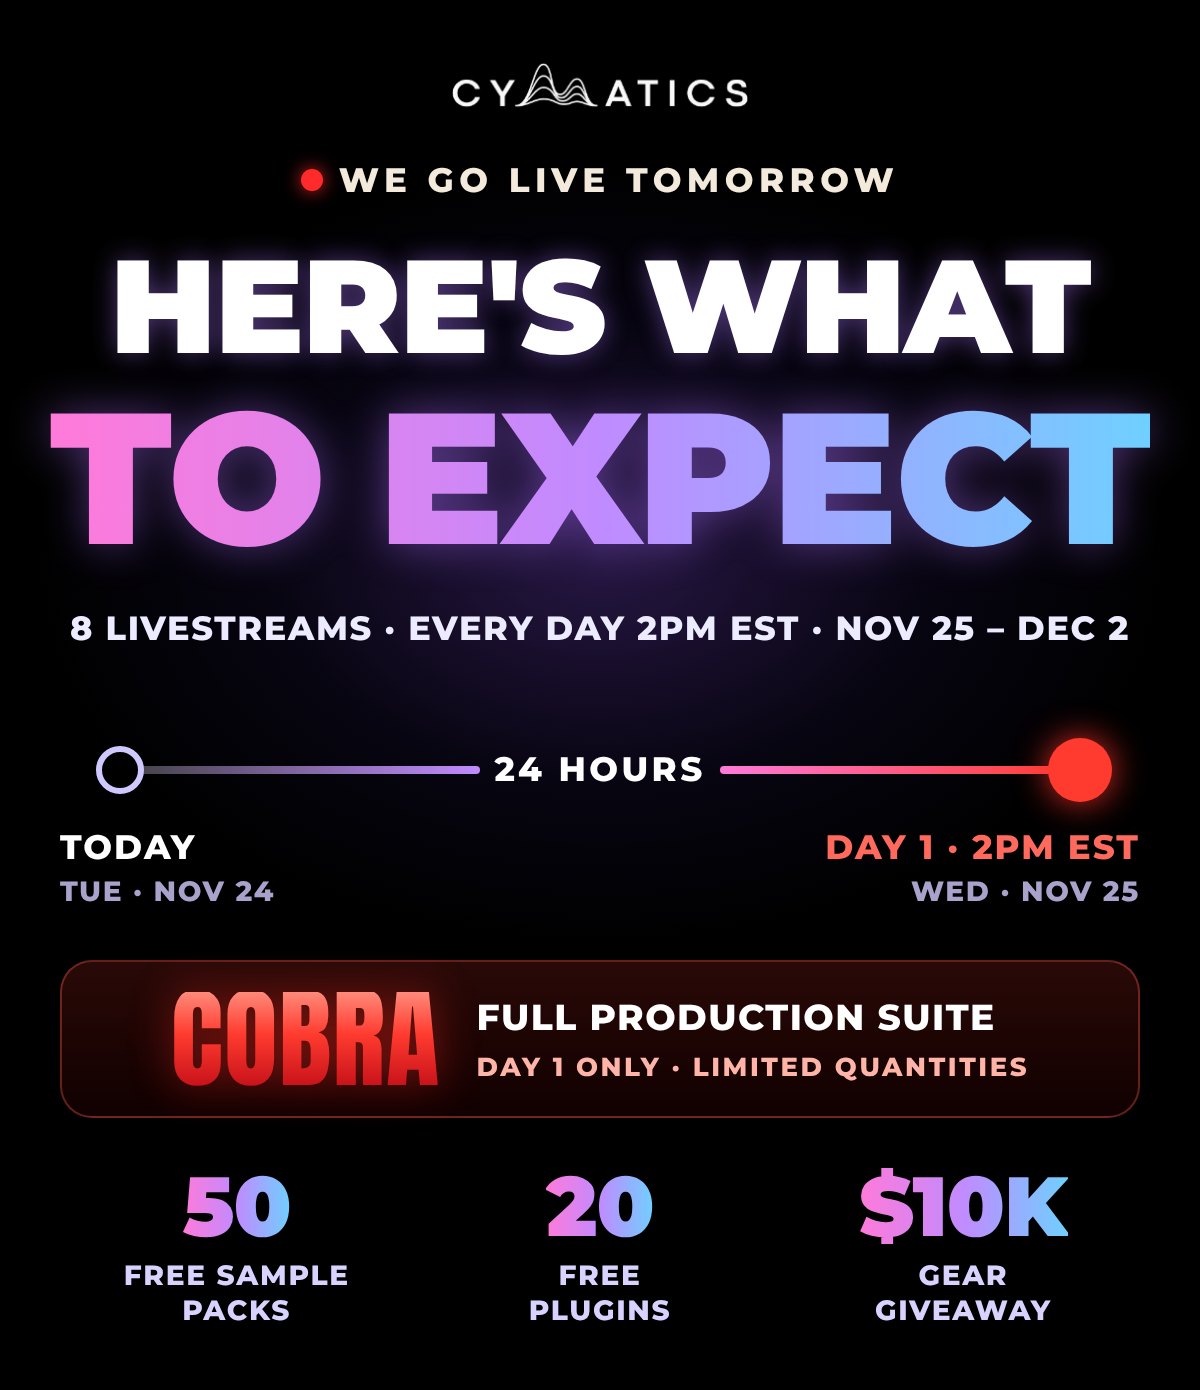 CYMATICS
WE GO LIVE TOMORROW
HERE'S WHAT
TO EXPECT
8 LIVESTREAMS · EVERY DAY 2PM EST · NOV 25 – DEC 2
24 HOURS
TODAY
DAY 1 · 2PM EST
TUE · NOV 24
WED · NOV 25
COBRA
FULL PRODUCTION SUITE
DAY 1 ONLY · LIMITED QUANTITIES
50
FREE SAMPLE
PACKS
20
FREE
PLUGINS
$10K
GEAR
GIVEAWAY